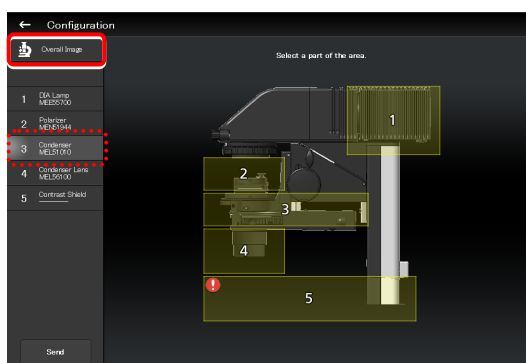 ← Configuration
Overall Image
Select a part of the area.
1 DIA Lamp
MEE55700
2 Polarizer
MEN51944
3 Condenser
MEL51010
4 Condenser Lens
MEL56100
5 Contrast Shield
1
2
3
4
!
5
Send